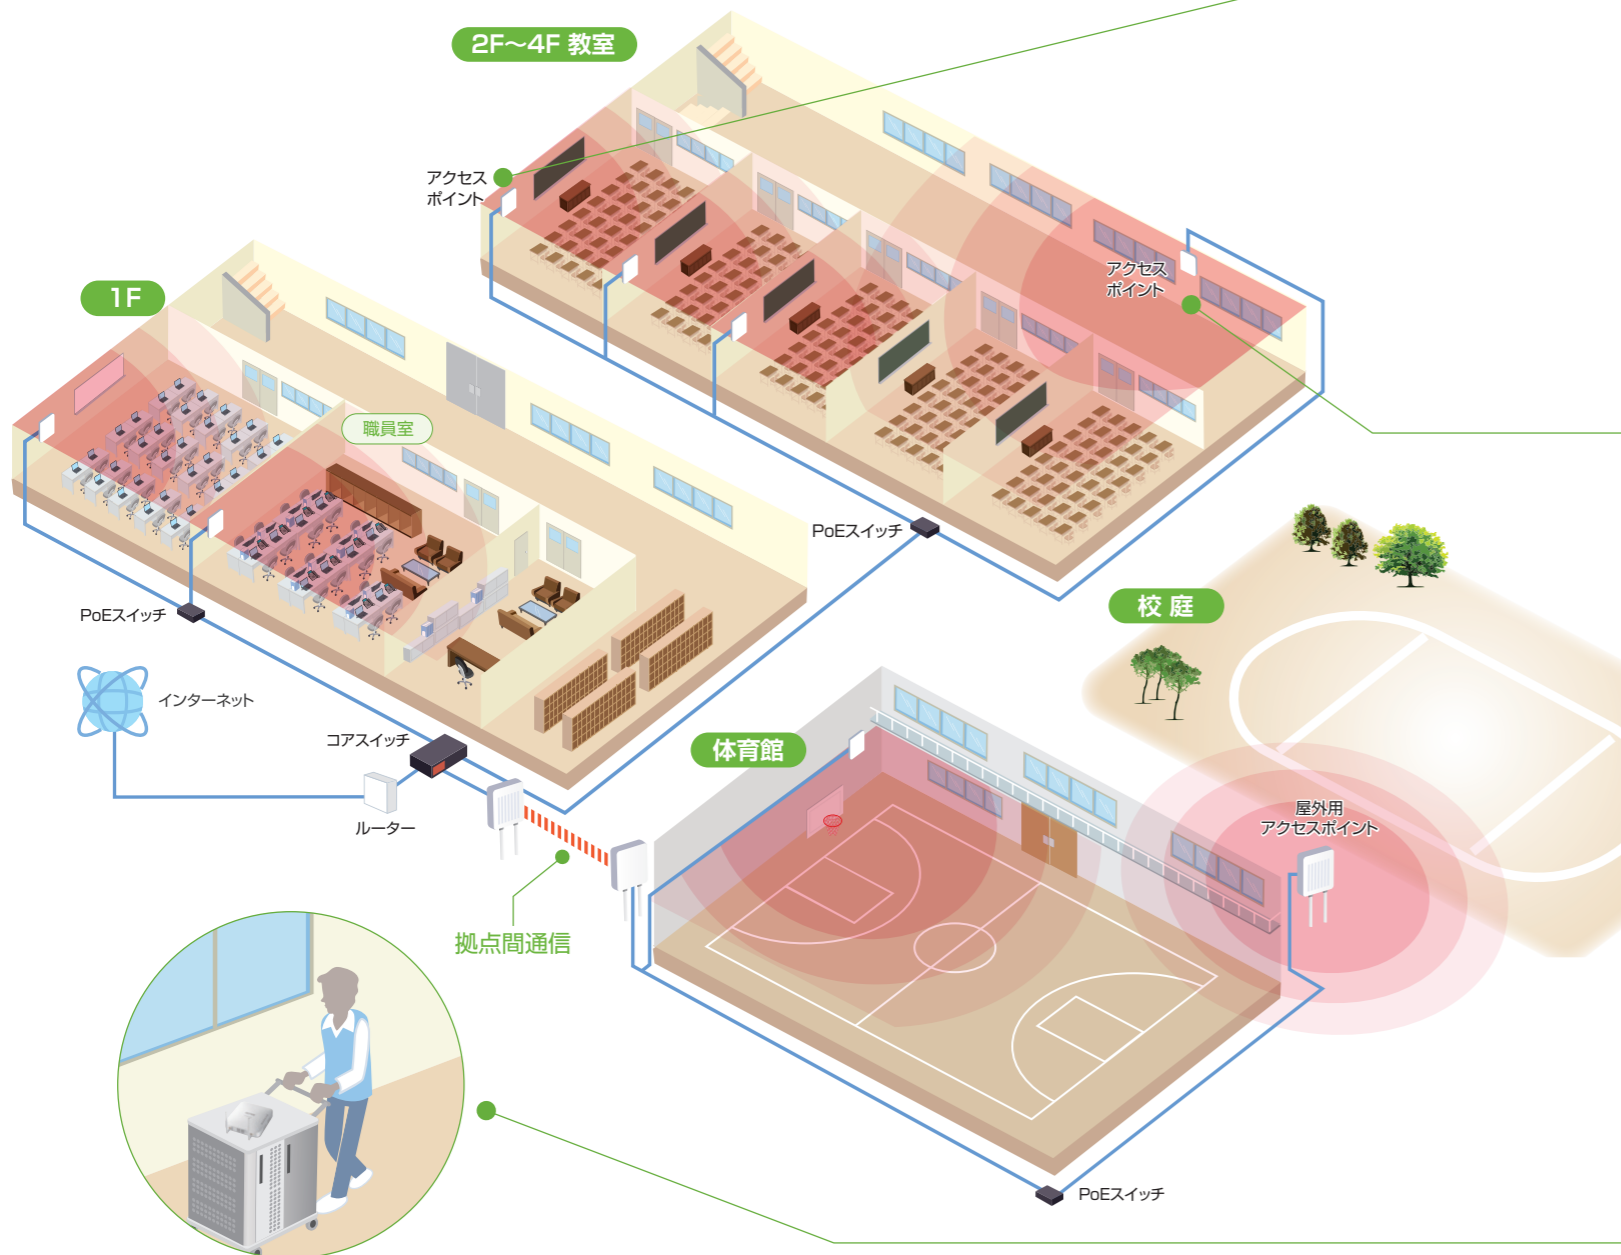 2F～4F 教室
アクセス
ポイント
アクセス
ポイント
1F
職員室
PoEスイッチ
PoEスイッチ
校 庭
インターネット
コアスイッチ
体育館
ルーター
屋外用
アクセスポイント
拠点間通信
PoEスイッチ